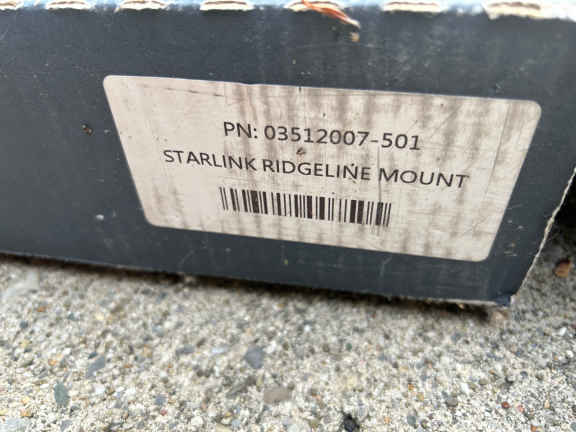 PN: 03512007-501
STARLINK RIDGELINE MOUNT